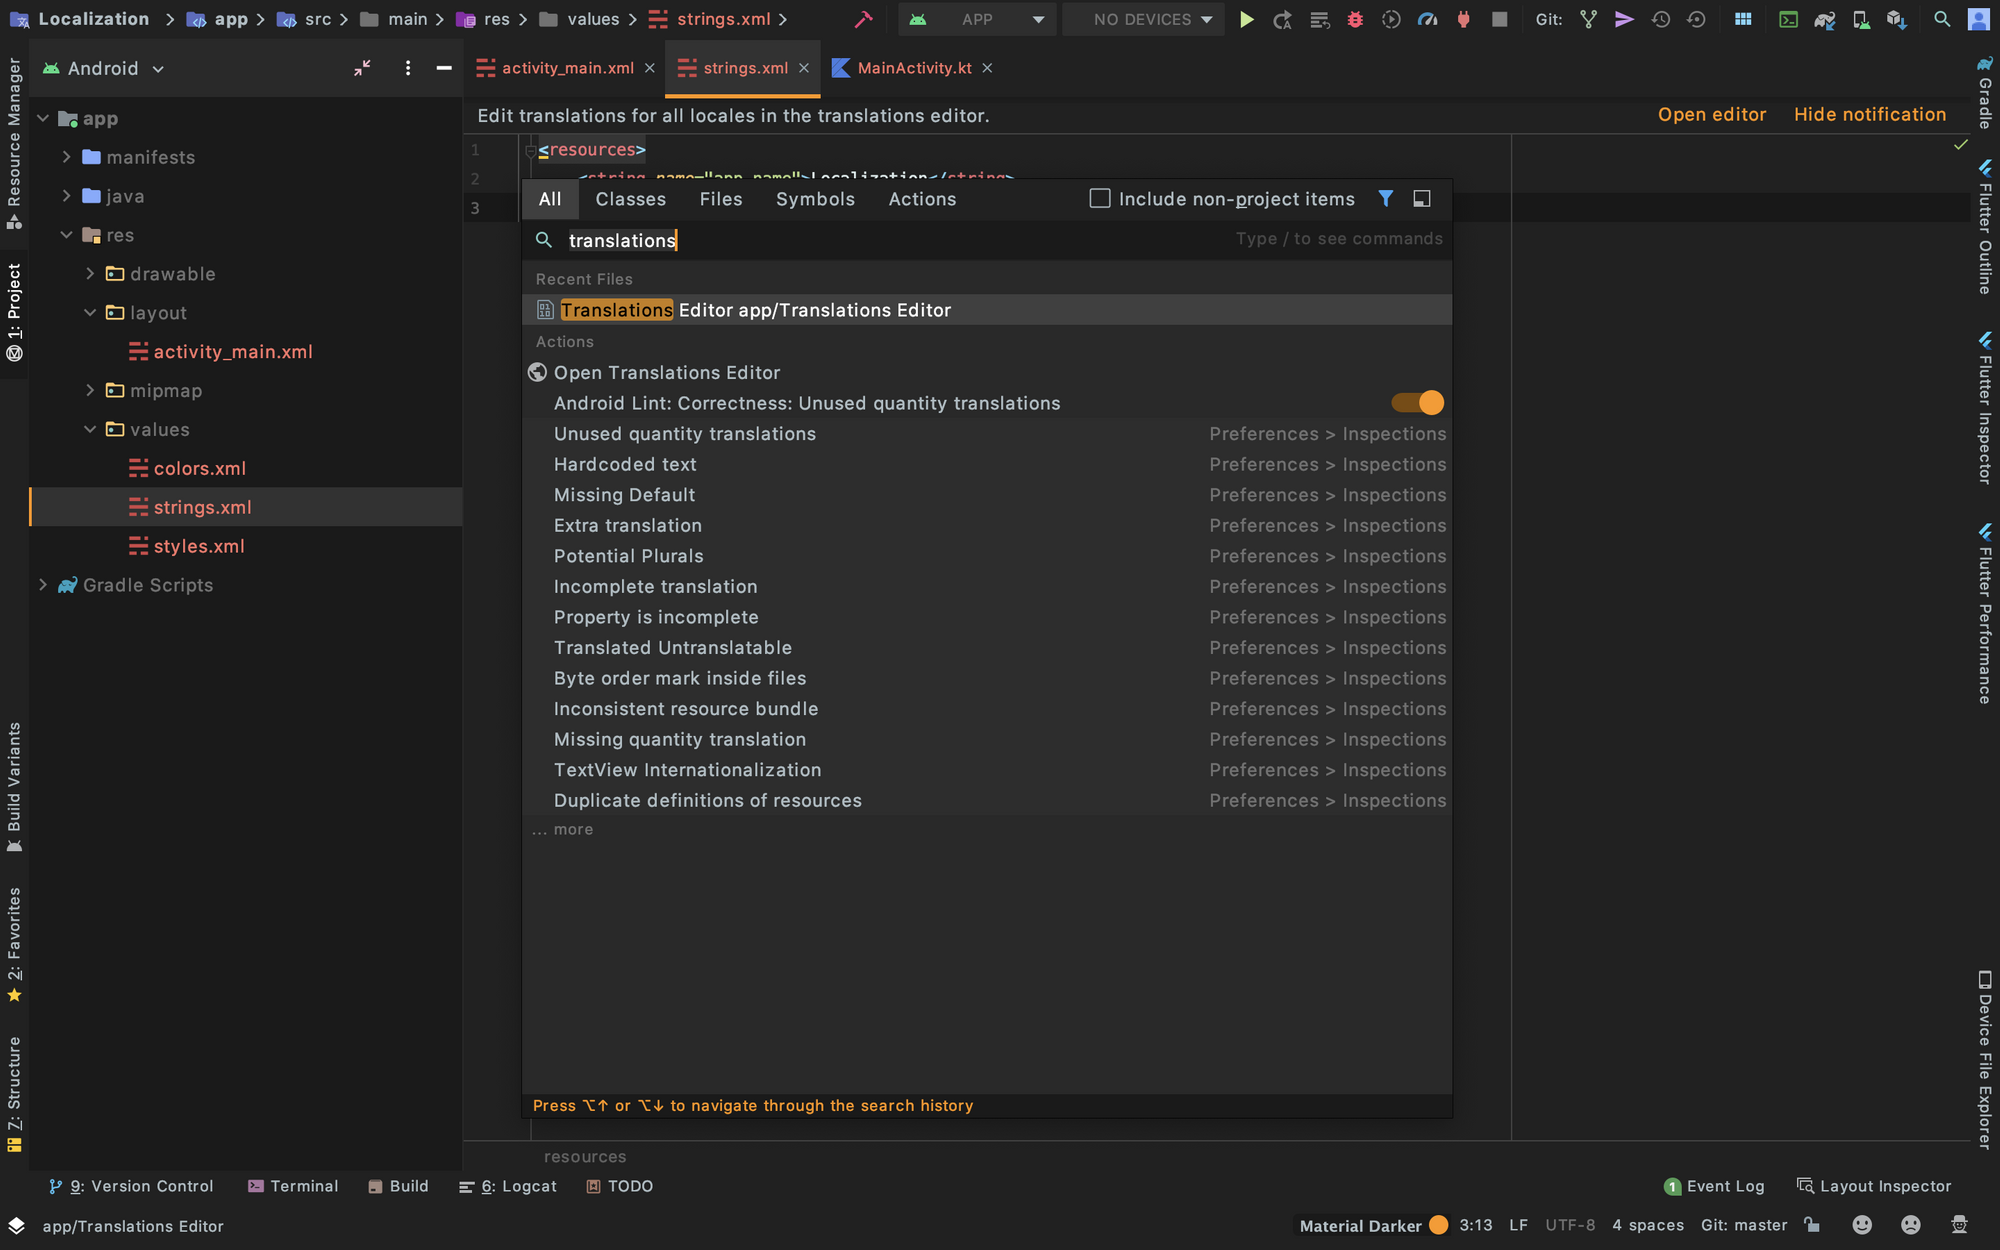 Localization app src main res values strings.xml
APP NO DEVICES Git:
Android
activity_main.xml strings.xml MainActivity.kt
Edit translations for all locales in the translations editor. Open editor Hide notification
Resource Manager
1: Project
Build Variants
2: Favorites
7: Structure
app
manifests
java
res
drawable
layout
activity_main.xml
mipmap
values
colors.xml
strings.xml
styles.xml
Gradle Scripts
1 <resources>
2 <string name="app_name">Localization</string>
3
All Classes Files Symbols Actions Include non-project items
translations Type / to see commands
Recent Files
Translations Editor app/Translations Editor
Actions
Open Translations Editor
Android Lint: Correctness: Unused quantity translations
Unused quantity translations Preferences > Inspections
Hardcoded text Preferences > Inspections
Missing Default Preferences > Inspections
Extra translation Preferences > Inspections
Potential Plurals Preferences > Inspections
Incomplete translation Preferences > Inspections
Property is incomplete Preferences > Inspections
Translated Untranslatable Preferences > Inspections
Byte order mark inside files Preferences > Inspections
Inconsistent resource bundle Preferences > Inspections
Missing quantity translation Preferences > Inspections
TextView Internationalization Preferences > Inspections
Duplicate definitions of resources Preferences > Inspections
... more
Press ⌥↑ or ⌥↓ to navigate through the search history
resources
Gradle
Flutter Outline
Flutter Inspector
Flutter Performance
Device File Explorer
9: Version Control Terminal Build 6: Logcat TODO 1 Event Log Layout Inspector
app/Translations Editor Material Darker 3:13 LF UTF-8 4 spaces Git: master